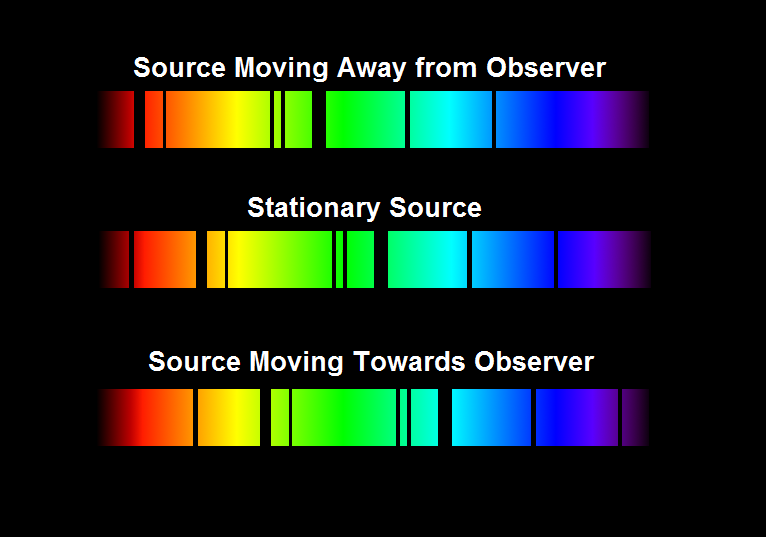 Source Moving Away from Observer
Stationary Source
Source Moving Towards Observer